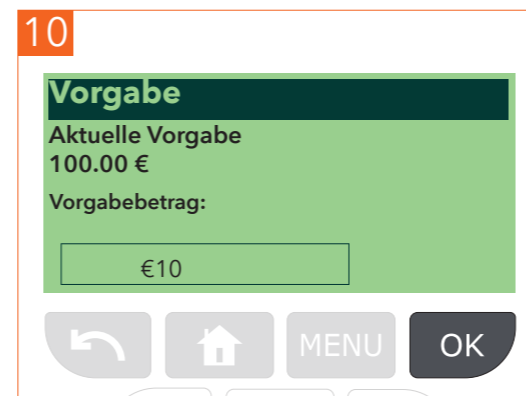 10
Vorgabe
Aktuelle Vorgabe
100.00 €
Vorgabebetrag:
€10
MENU OK